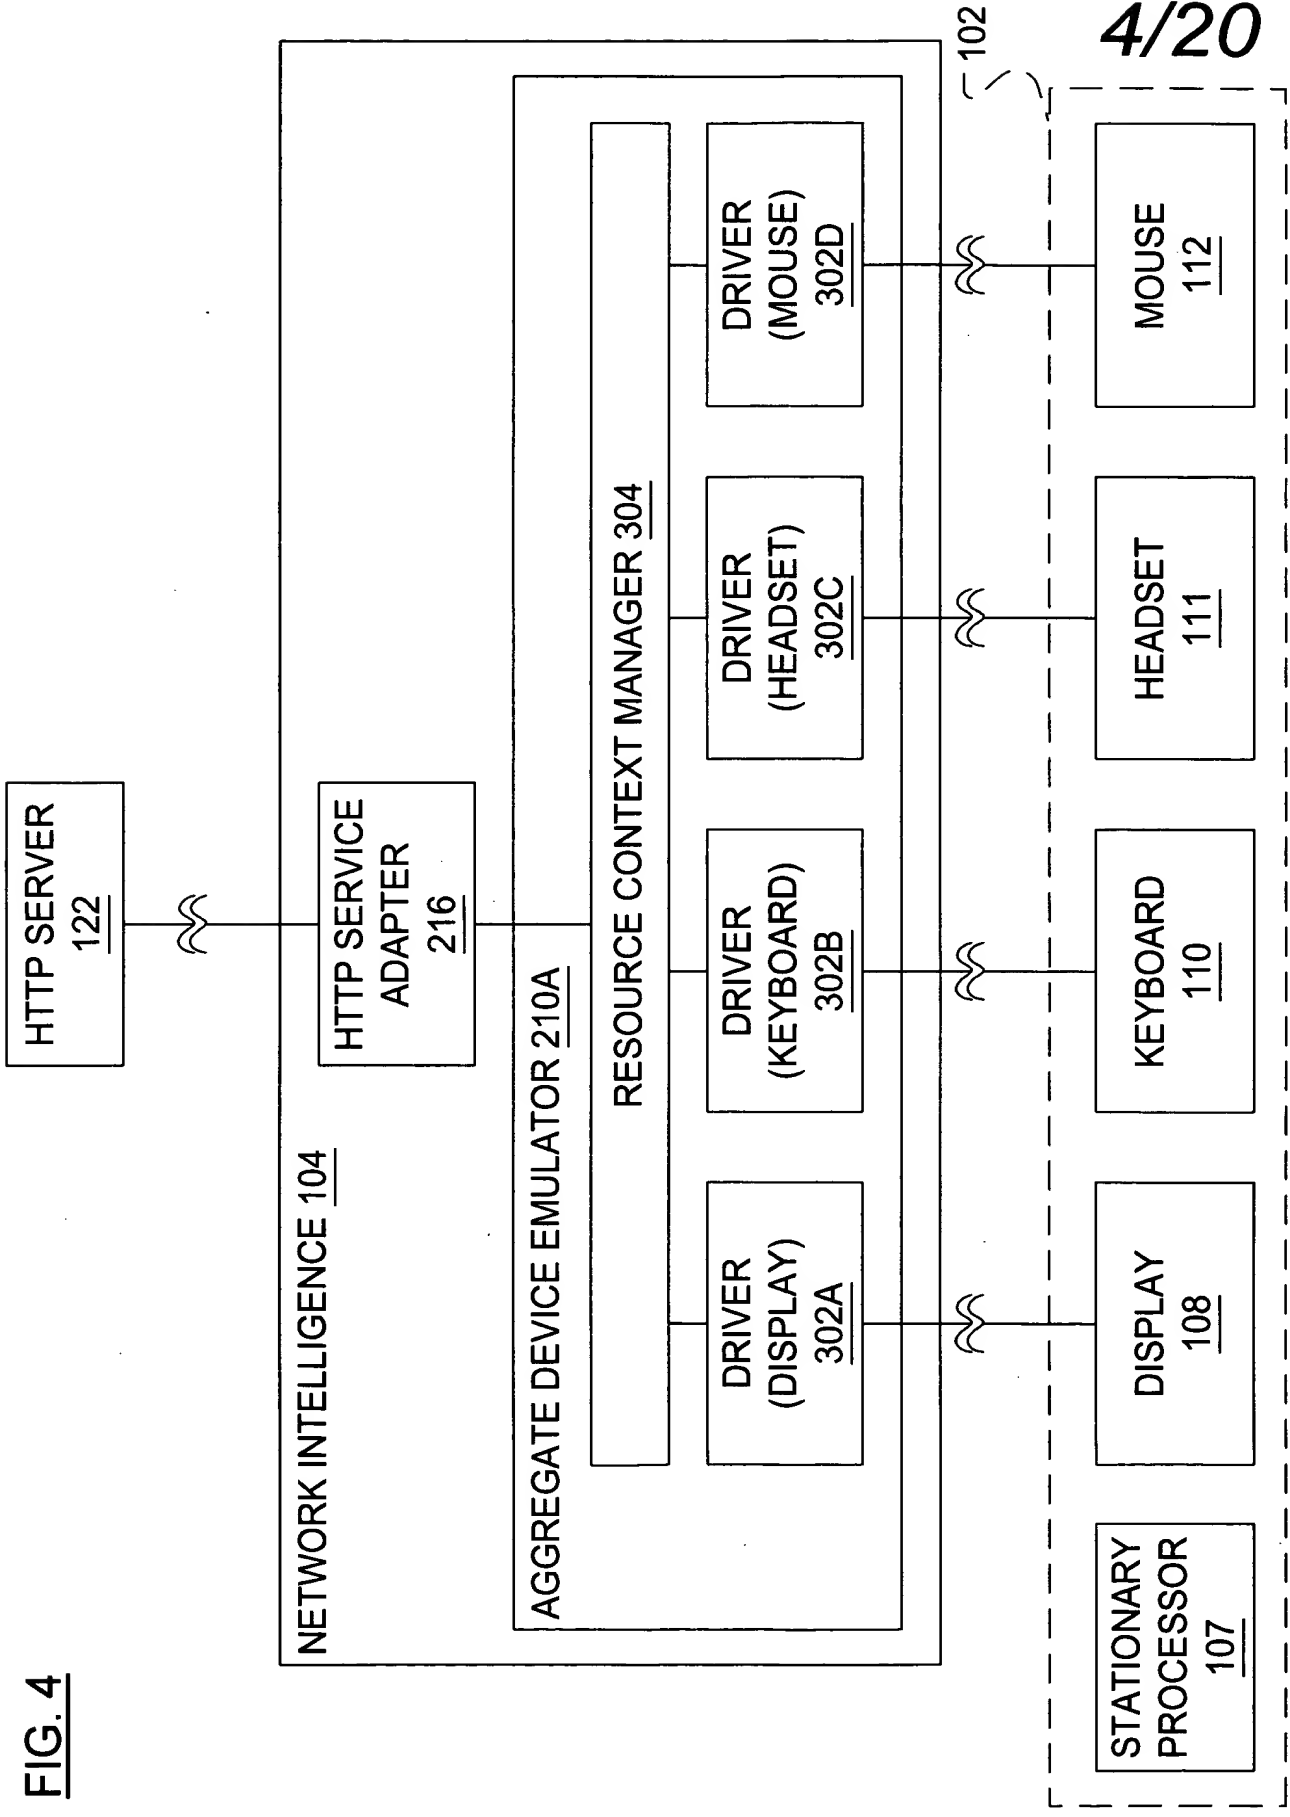 4/20
FIG. 4
HTTP SERVER
122
NETWORK INTELLIGENCE 104
HTTP SERVICE
ADAPTER
216
AGGREGATE DEVICE EMULATOR 210A
RESOURCE CONTEXT MANAGER 304
DRIVER
(DISPLAY)
302A
DRIVER
(KEYBOARD)
302B
DRIVER
(HEADSET)
302C
DRIVER
(MOUSE)
302D
102
STATIONARY
PROCESSOR
107
DISPLAY
108
KEYBOARD
110
HEADSET
111
MOUSE
112